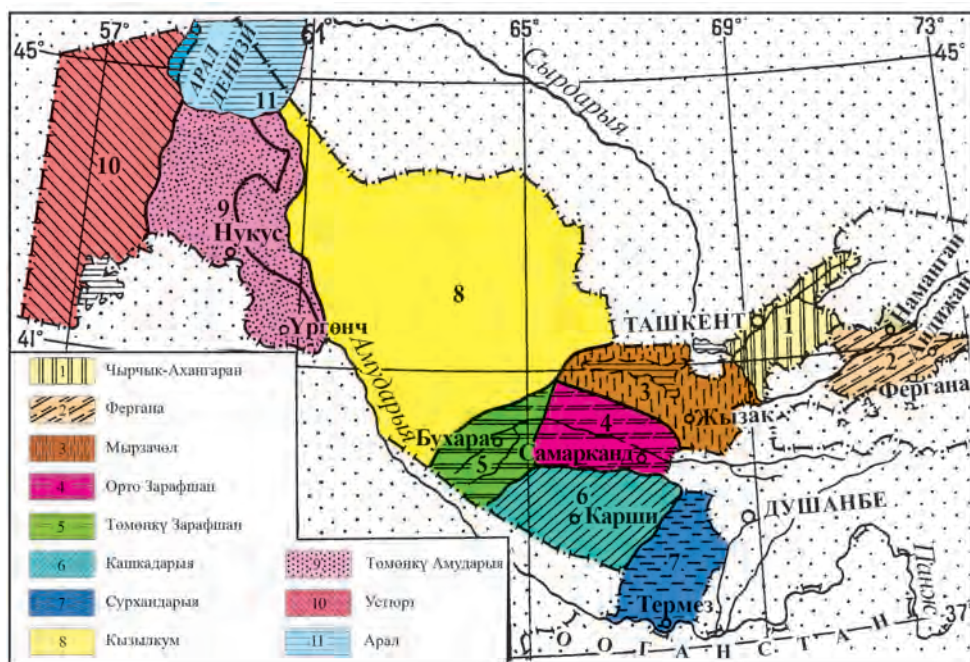 57°
61°
65°
69°
73°
45°
45°
АРАЛ
ДЕНИЗИ
11
Сырдарыя
10
9
Нукус
8
Наманган
ТАШКЕНТ
1
Андижан
41°
Үргөнч
2
Фергана
Амударыя
3
Жызак
4
Бухара
5
Самарканд
6
Карши
ДУШАНБЕ
7
Термез
Панж
37°
ООГАНСТАН
1 Чырчык-Ахангаран
2 Фергана
3 Мырзачөл
4 Орто Зарафшан
5 Төмөнкү Зарафшан
6 Кашкадарыя
7 Сурхандарыя
8 Кызылкум
9 Төмөнкү Амударыя
10 Устюрт
11 Арал